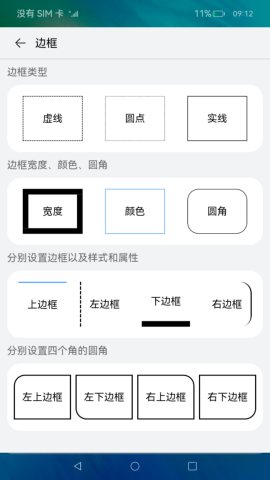 没有 SIM 卡 11% 09:12
边框
边框类型
虚线 圆点 实线
边框宽度、颜色、圆角
宽度 颜色 圆角
分别设置边框以及样式和属性
上边框 左边框 下边框 右边框
分别设置四个角的圆角
左上边框 左下边框 右上边框 右下边框